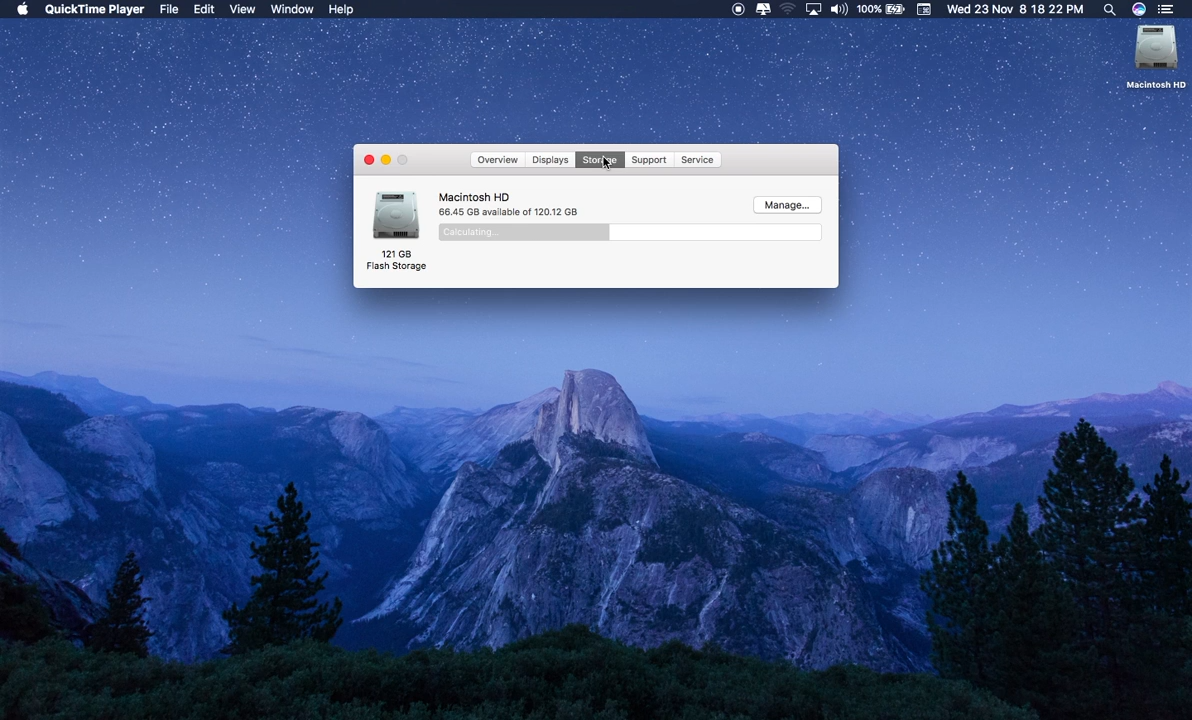 QuickTime Player File Edit View Window Help 100% Wed 23 Nov 8 18 22 PM
Macintosh HD
Overview Displays Storage Support Service
Macintosh HD
66.45 GB available of 120.12 GB
Manage...
Calculating...
121 GB
Flash Storage